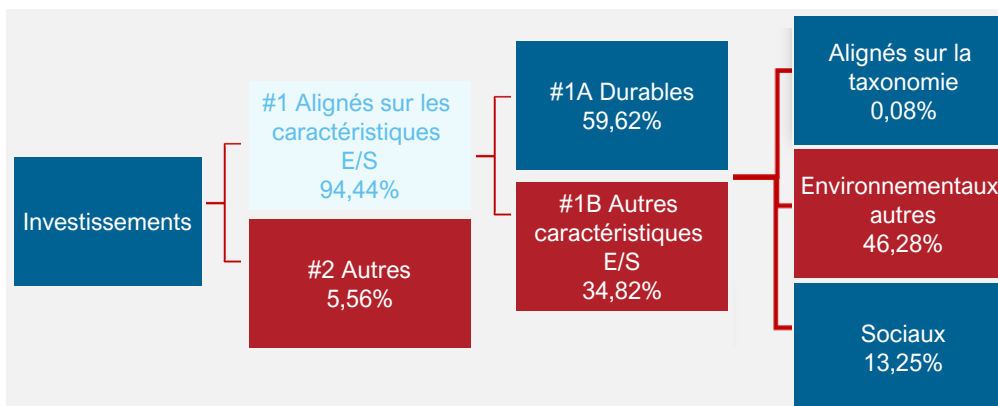 Investissements
#1 Alignés sur les
caractéristiques
E/S
94,44%
#2 Autres
5,56%
#1A Durables
59,62%
#1B Autres
caractéristiques
E/S
34,82%
Alignés sur la
taxonomie
0,08%
Environnementaux
autres
46,28%
Sociaux
13,25%